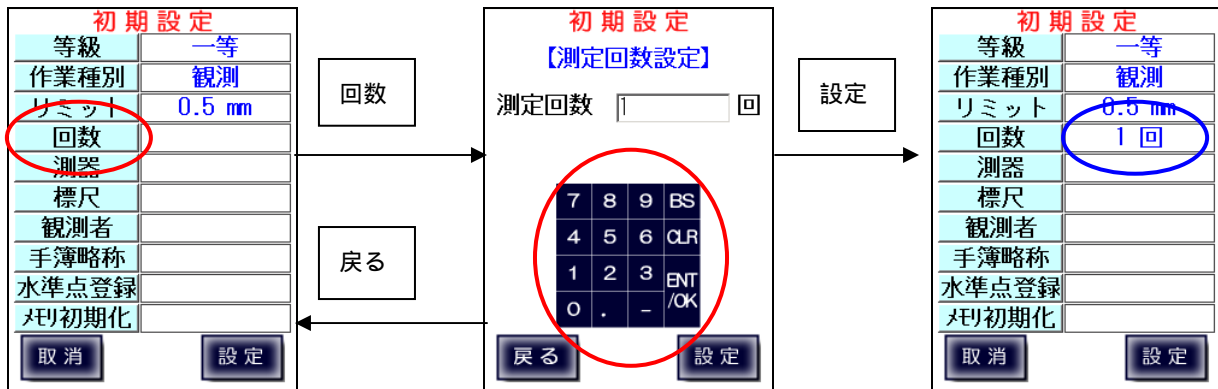 初期設定
等級 一等
作業種別 観測
リミット 0.5 mm
回数
測器
標尺
観測者
手簿略称
水準点登録
ﾒﾓﾘ初期化
取消 設定
回数
戻る
初期設定
【測定回数設定】
測定回数 1 回
7 8 9 BS
4 5 6 CLR
1 2 3 ENT
/OK
0 . -
戻る 設定
設定
初期設定
等級 一等
作業種別 観測
リミット 0.5 mm
回数 1 回
測器
標尺
観測者
手簿略称
水準点登録
ﾒﾓﾘ初期化
取消 設定